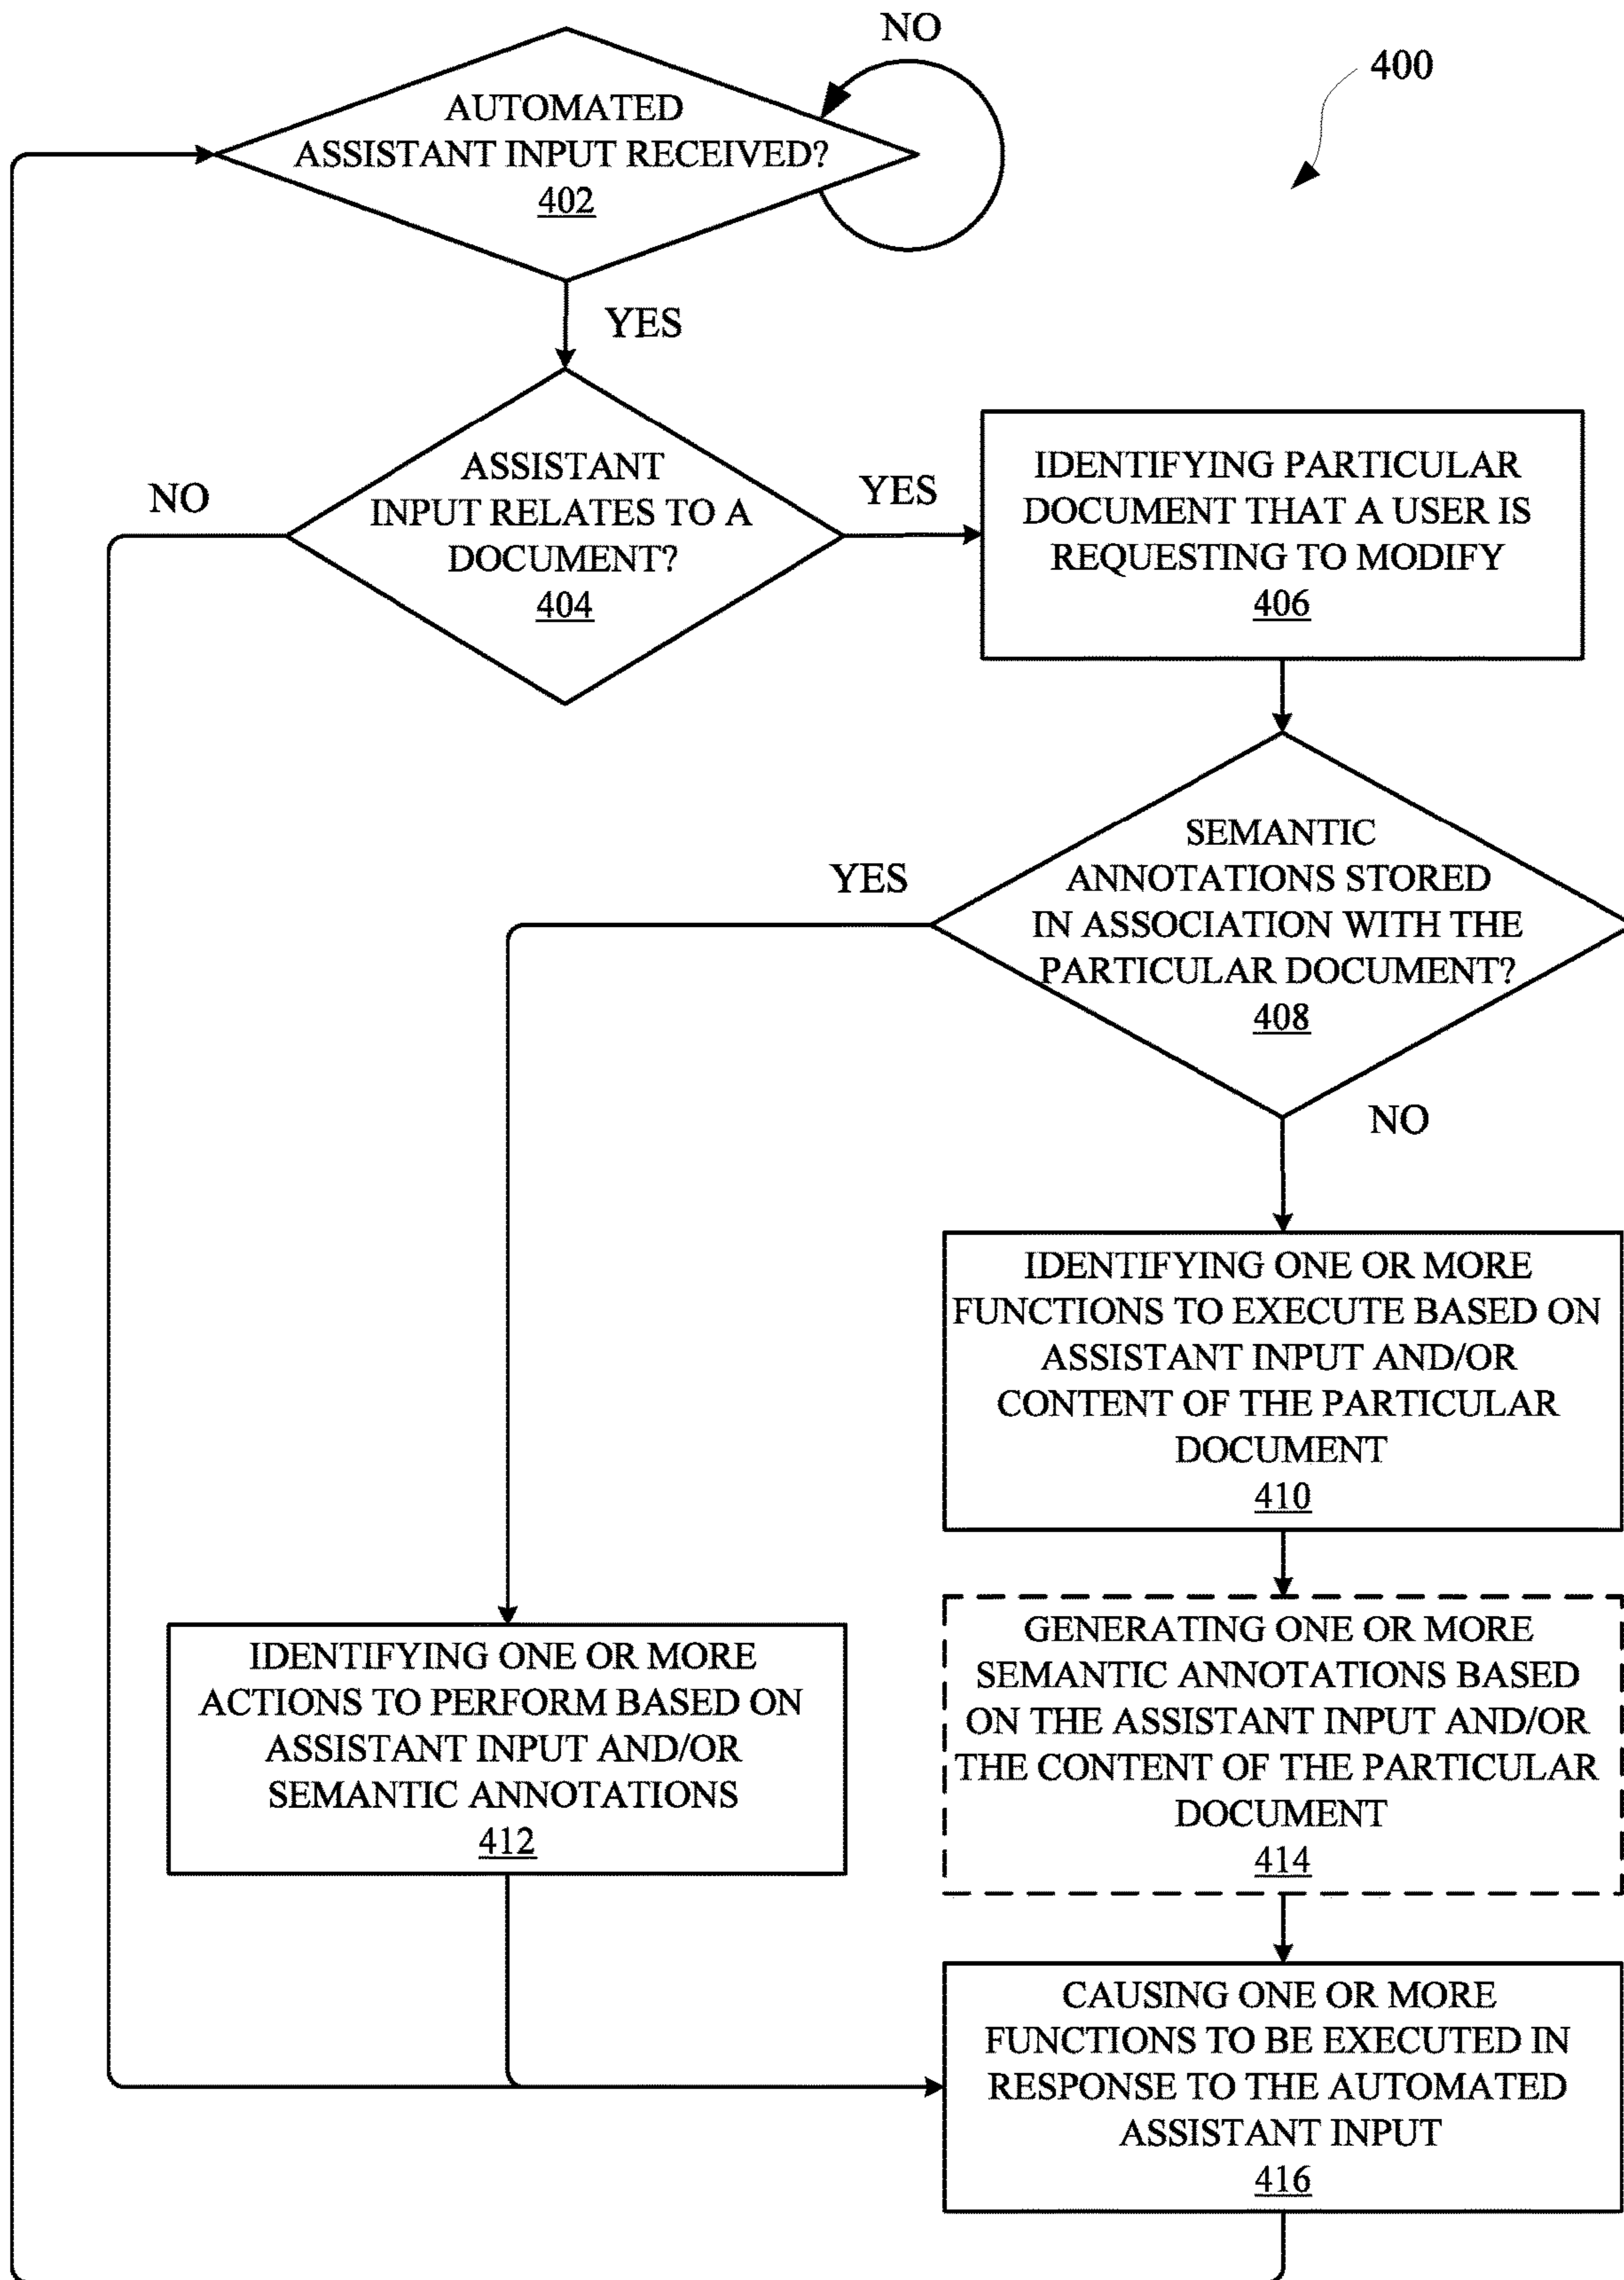 NO
400
AUTOMATED
ASSISTANT INPUT RECEIVED?
402
YES
ASSISTANT
INPUT RELATES TO A
DOCUMENT?
404
NO
YES
IDENTIFYING PARTICULAR
DOCUMENT THAT A USER IS
REQUESTING TO MODIFY
406
SEMANTIC
ANNOTATIONS STORED
IN ASSOCIATION WITH THE
PARTICULAR DOCUMENT?
408
YES
NO
IDENTIFYING ONE OR MORE
FUNCTIONS TO EXECUTE BASED ON
ASSISTANT INPUT AND/OR
CONTENT OF THE PARTICULAR
DOCUMENT
410
IDENTIFYING ONE OR MORE
ACTIONS TO PERFORM BASED ON
ASSISTANT INPUT AND/OR
SEMANTIC ANNOTATIONS
412
GENERATING ONE OR MORE
SEMANTIC ANNOTATIONS BASED
ON THE ASSISTANT INPUT AND/OR
THE CONTENT OF THE PARTICULAR
DOCUMENT
414
CAUSING ONE OR MORE
FUNCTIONS TO BE EXECUTED IN
RESPONSE TO THE AUTOMATED
ASSISTANT INPUT
416